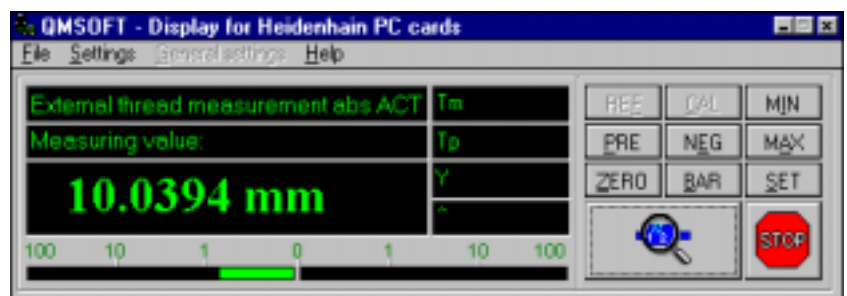 QMSOFT - Display for Heidenhain PC cards
File Settings General settings Help
External thread measurement abs ACT
Tm
Measuring value:
Tp
10.0394 mm
Y
^
100 10 1 0 1 10 100
REF CAL MIN
PRE NEG MAX
ZERO BAR SET
STOP